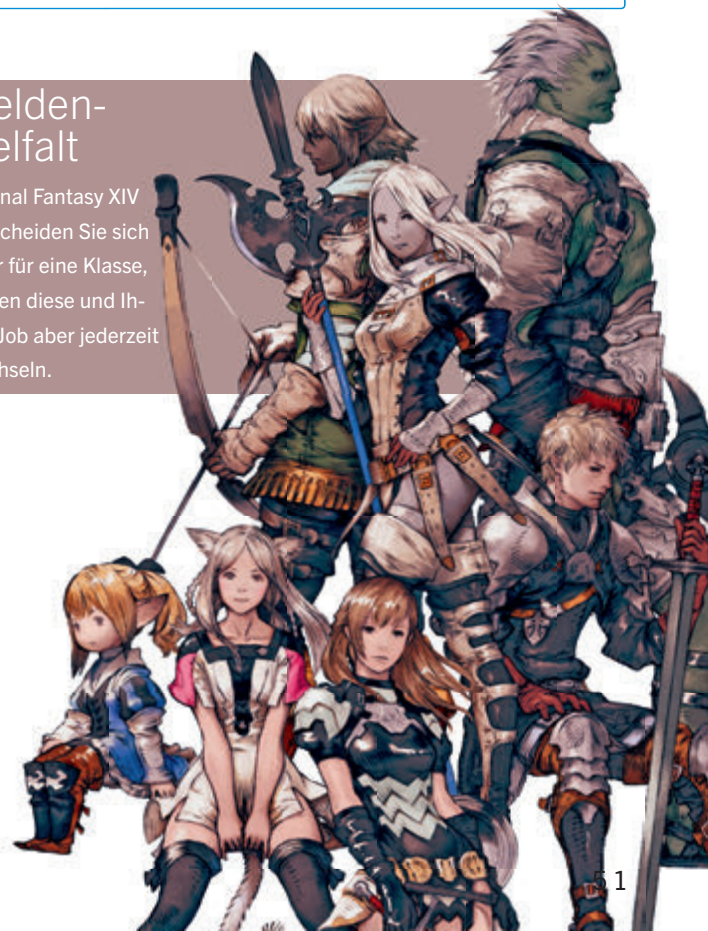 elden-
elfalt
nal Fantasy XIV
cheiden Sie sich
r für eine Klasse,
en diese und Ih-
Job aber jederzeit
hseln.
51